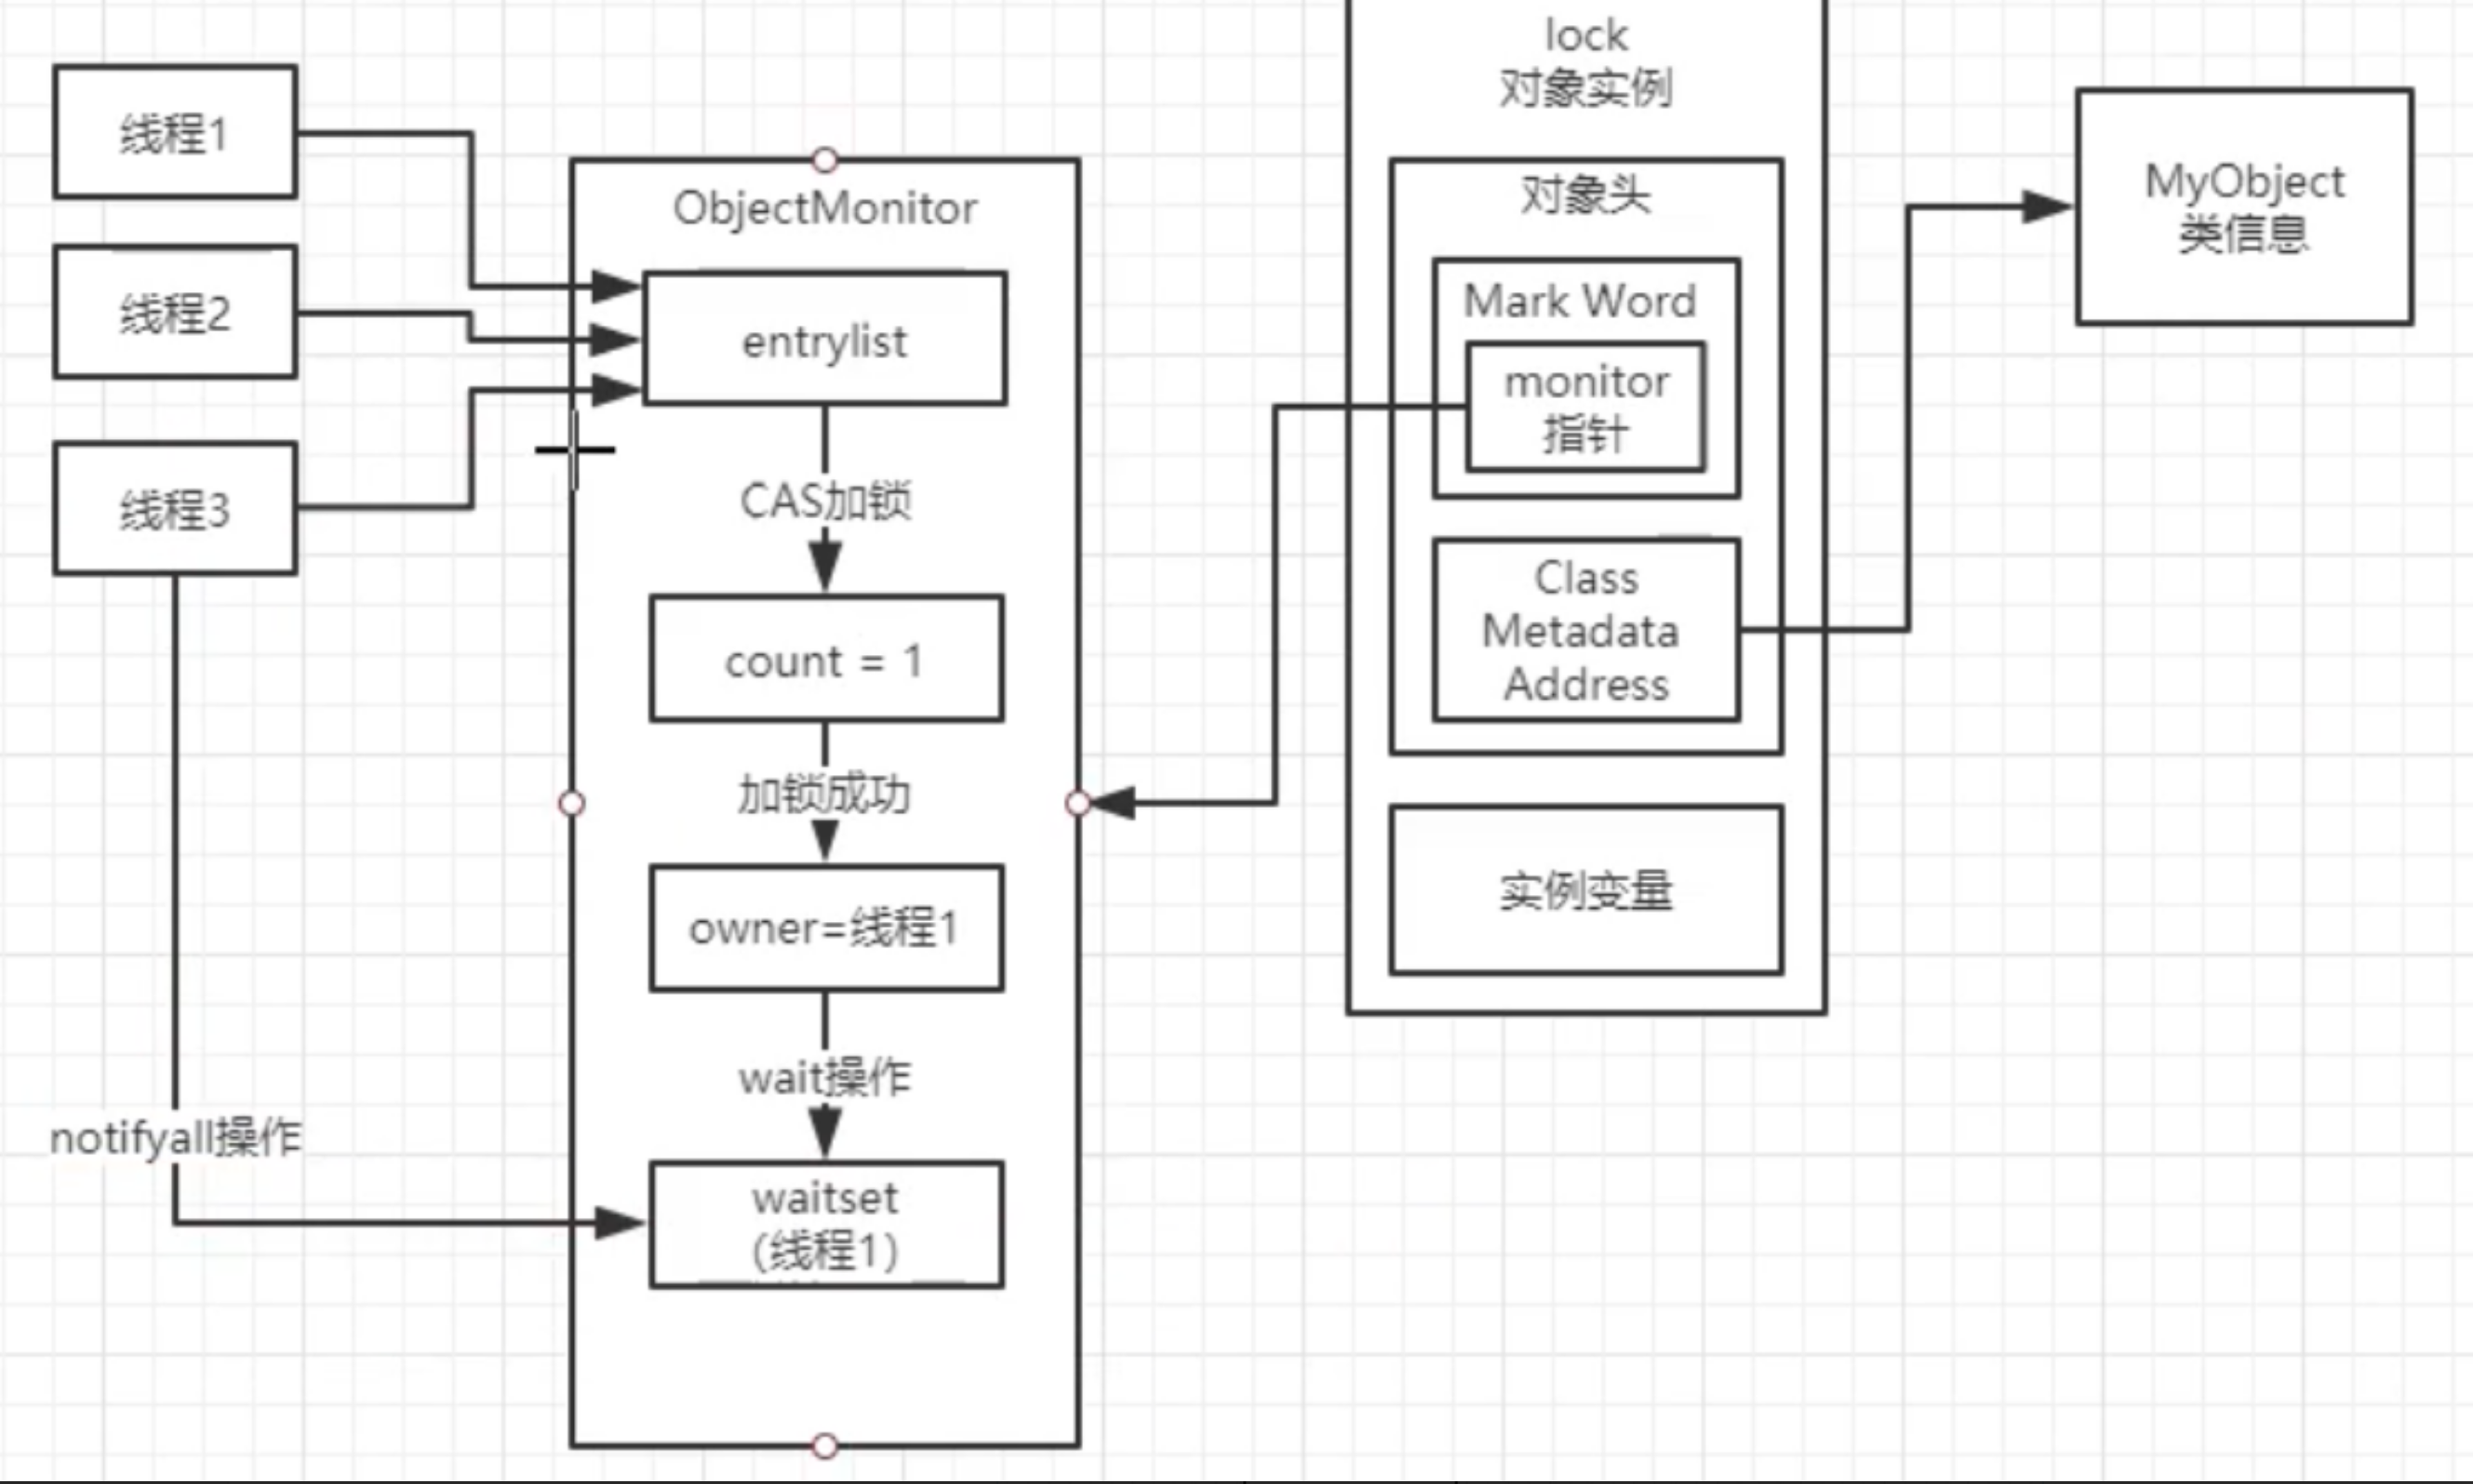 线程1
线程2
线程3
notifyall操作
ObjectMonitor
entrylist
CAS加锁
count = 1
加锁成功
owner=线程1
wait操作
waitset
(线程1)
lock
对象实例
对象头
Mark Word
monitor
指针
Class
Metadata
Address
实例变量
MyObject
类信息